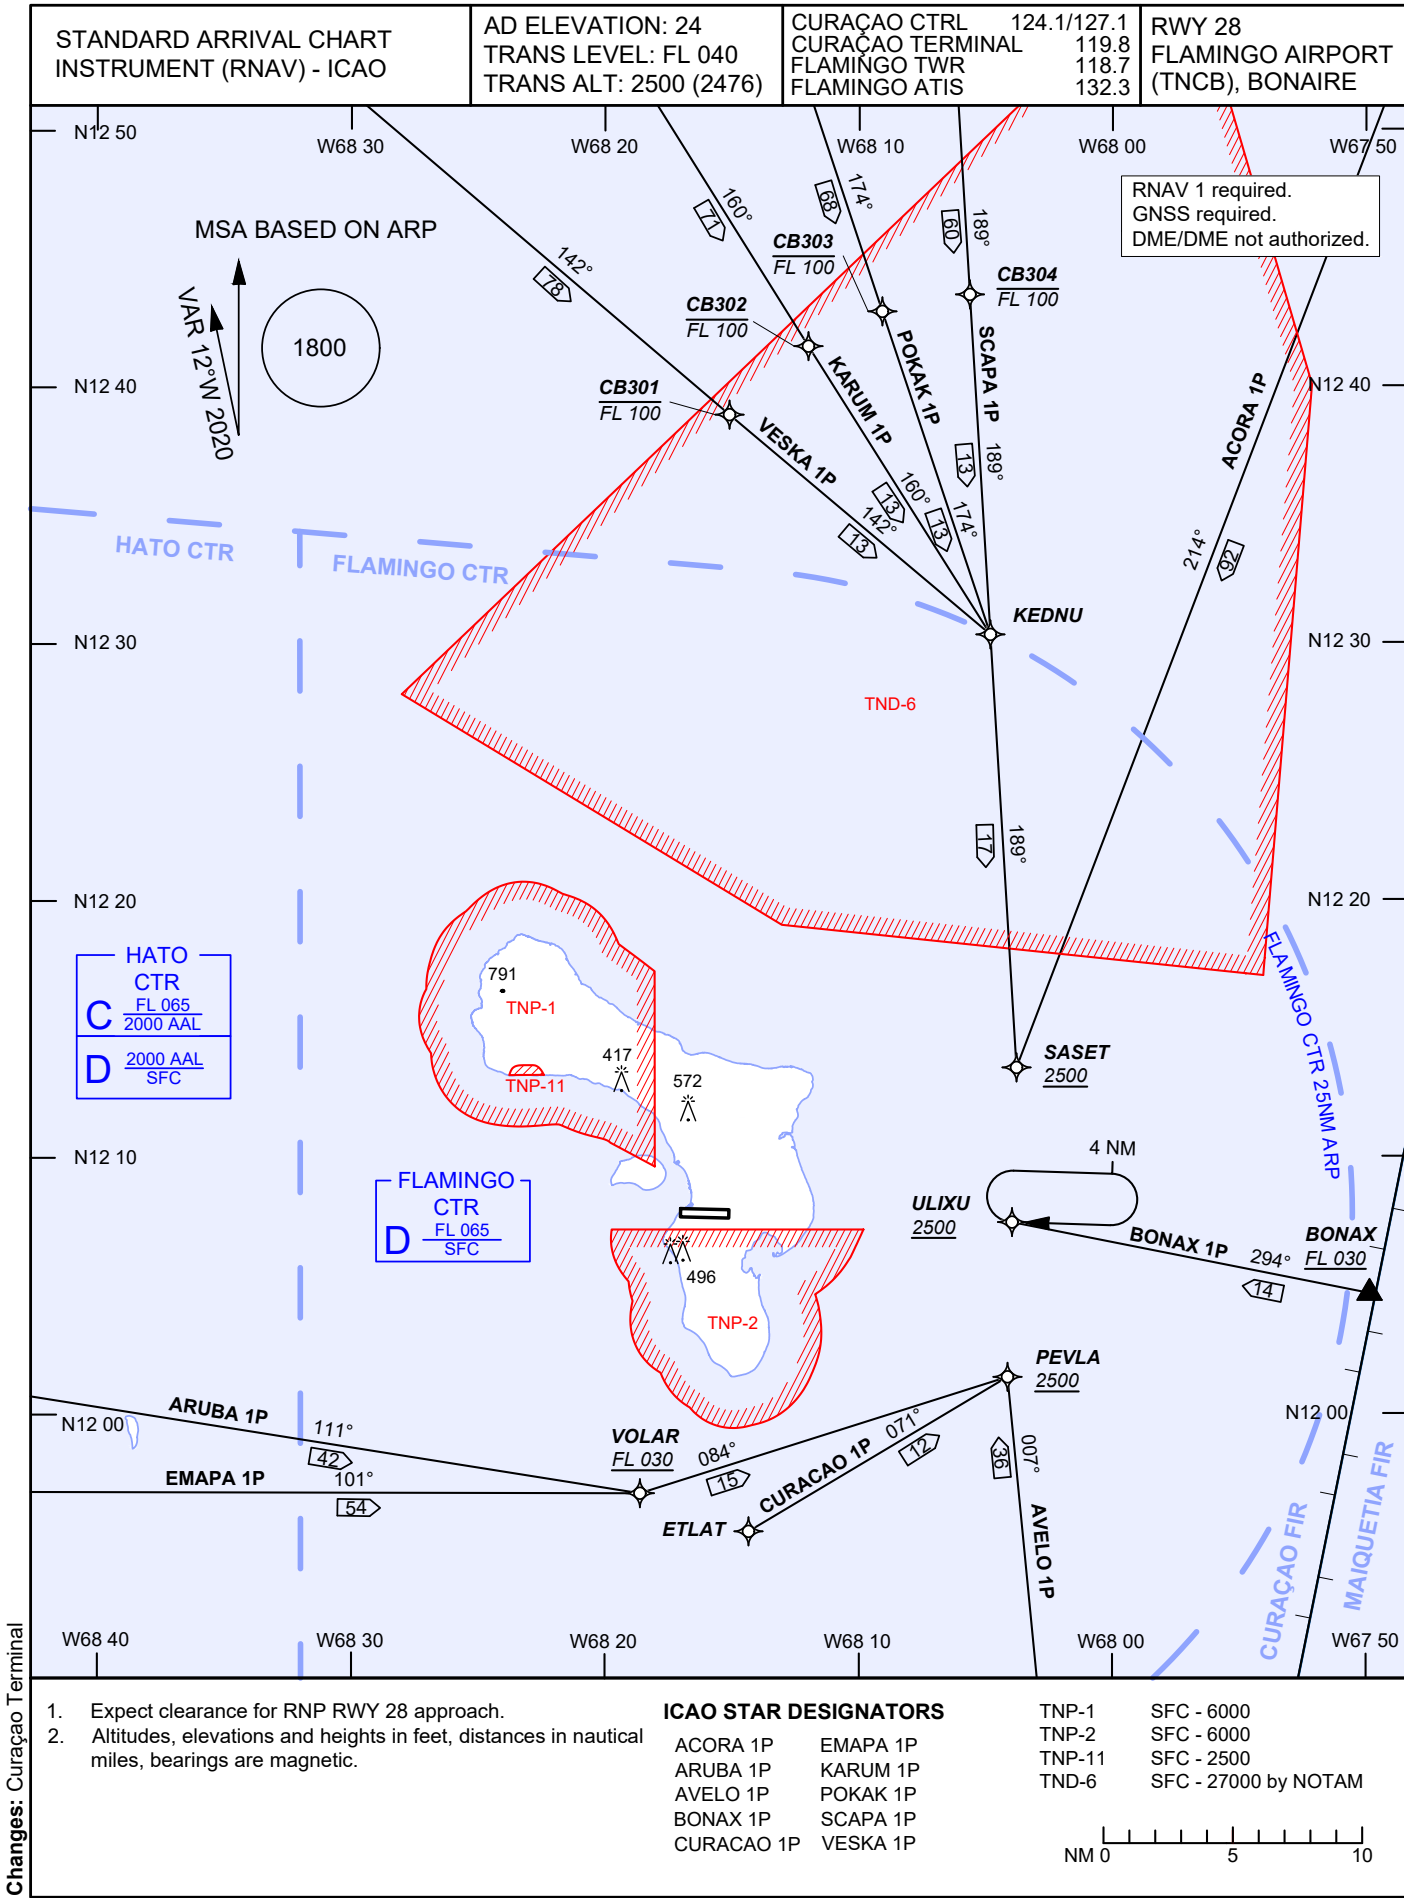 STANDARD ARRIVAL CHART
INSTRUMENT (RNAV) - ICAO
AD ELEVATION: 24
TRANS LEVEL: FL 040
TRANS ALT: 2500 (2476)
CURAÇAO CTRL 124.1/127.1
CURAÇAO TERMINAL 119.8
FLAMINGO TWR 118.7
FLAMINGO ATIS 132.3
RWY 28
FLAMINGO AIRPORT
(TNCB), BONAIRE
N12 50
W68 30
W68 20
W68 10
W68 00
W67 50
RNAV 1 required.
GNSS required.
DME/DME not authorized.
MSA BASED ON ARP
VAR 12°W 2020
1800
142°
78
160°
71
174°
68
189°
60
CB303
FL 100
CB304
FL 100
CB302
FL 100
CB301
FL 100
N12 40
N12 40
VESKA 1P
KARUM 1P
POKAK 1P
SCAPA 1P
ACORA 1P
142°
13
160°
13
174°
13
189°
13
214°
92
HATO CTR
FLAMINGO CTR
KEDNU
N12 30
N12 30
TND-6
189°
17
N12 20
N12 20
HATO
CTR
C FL 065
2000 AAL
D 2000 AAL
SFC
FLAMINGO CTR 25NM ARP
791
TNP-1
417
TNP-11
572
SASET
2500
N12 10
4 NM
FLAMINGO
CTR
D FL 065
SFC
ULIXU
2500
BONAX 1P
294°
14
BONAX
FL 030
496
TNP-2
PEVLA
2500
ARUBA 1P
111°
42
N12 00
N12 00
EMAPA 1P
101°
54
VOLAR
FL 030
084°
15
CURACAO 1P
071°
12
ETLAT
007°
36
AVELO 1P
CURAÇAO FIR
MAIQUETIA FIR
W68 40
W68 30
W68 20
W68 10
W68 00
W67 50
Changes: Curaçao Terminal
1. Expect clearance for RNP RWY 28 approach.
2. Altitudes, elevations and heights in feet, distances in nautical
miles, bearings are magnetic.
ICAO STAR DESIGNATORS
ACORA 1P EMAPA 1P
ARUBA 1P KARUM 1P
AVELO 1P POKAK 1P
BONAX 1P SCAPA 1P
CURACAO 1P VESKA 1P
TNP-1 SFC - 6000
TNP-2 SFC - 6000
TNP-11 SFC - 2500
TND-6 SFC - 27000 by NOTAM
NM 0 5 10